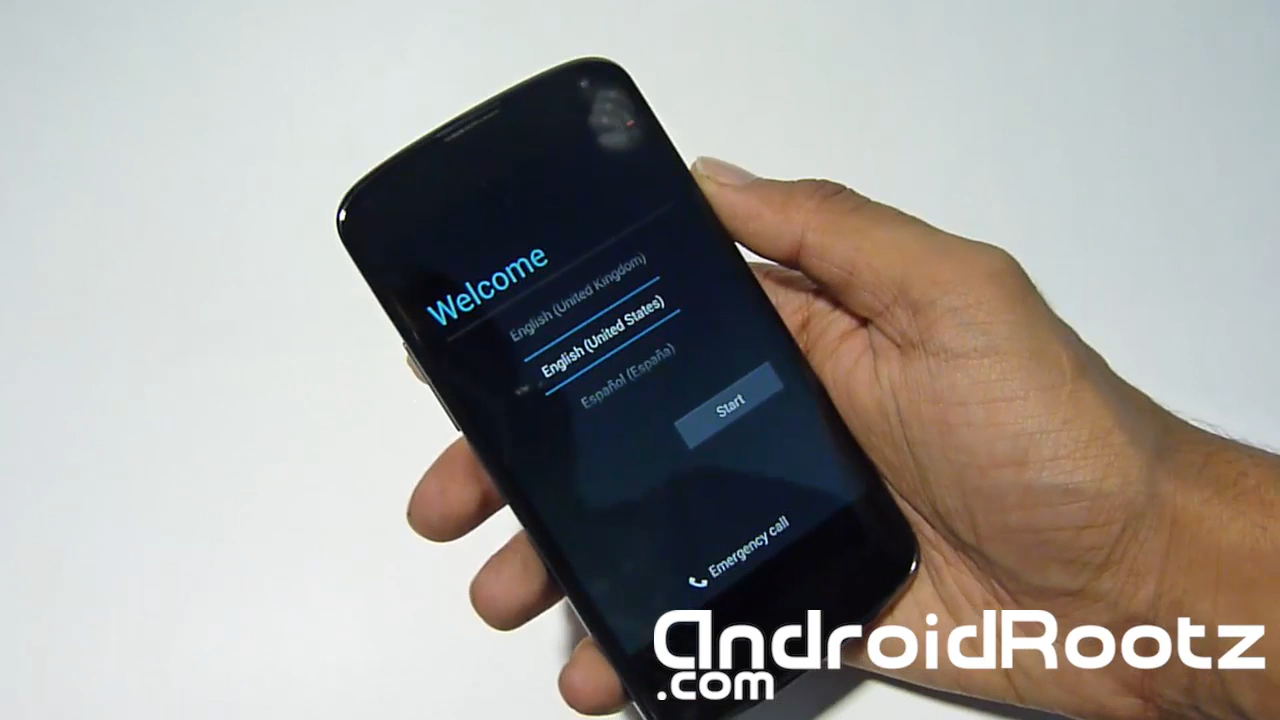 Welcome
English (United Kingdom)
English (United States)
Español (España)
Start
Emergency call
AndroidRootz
.com